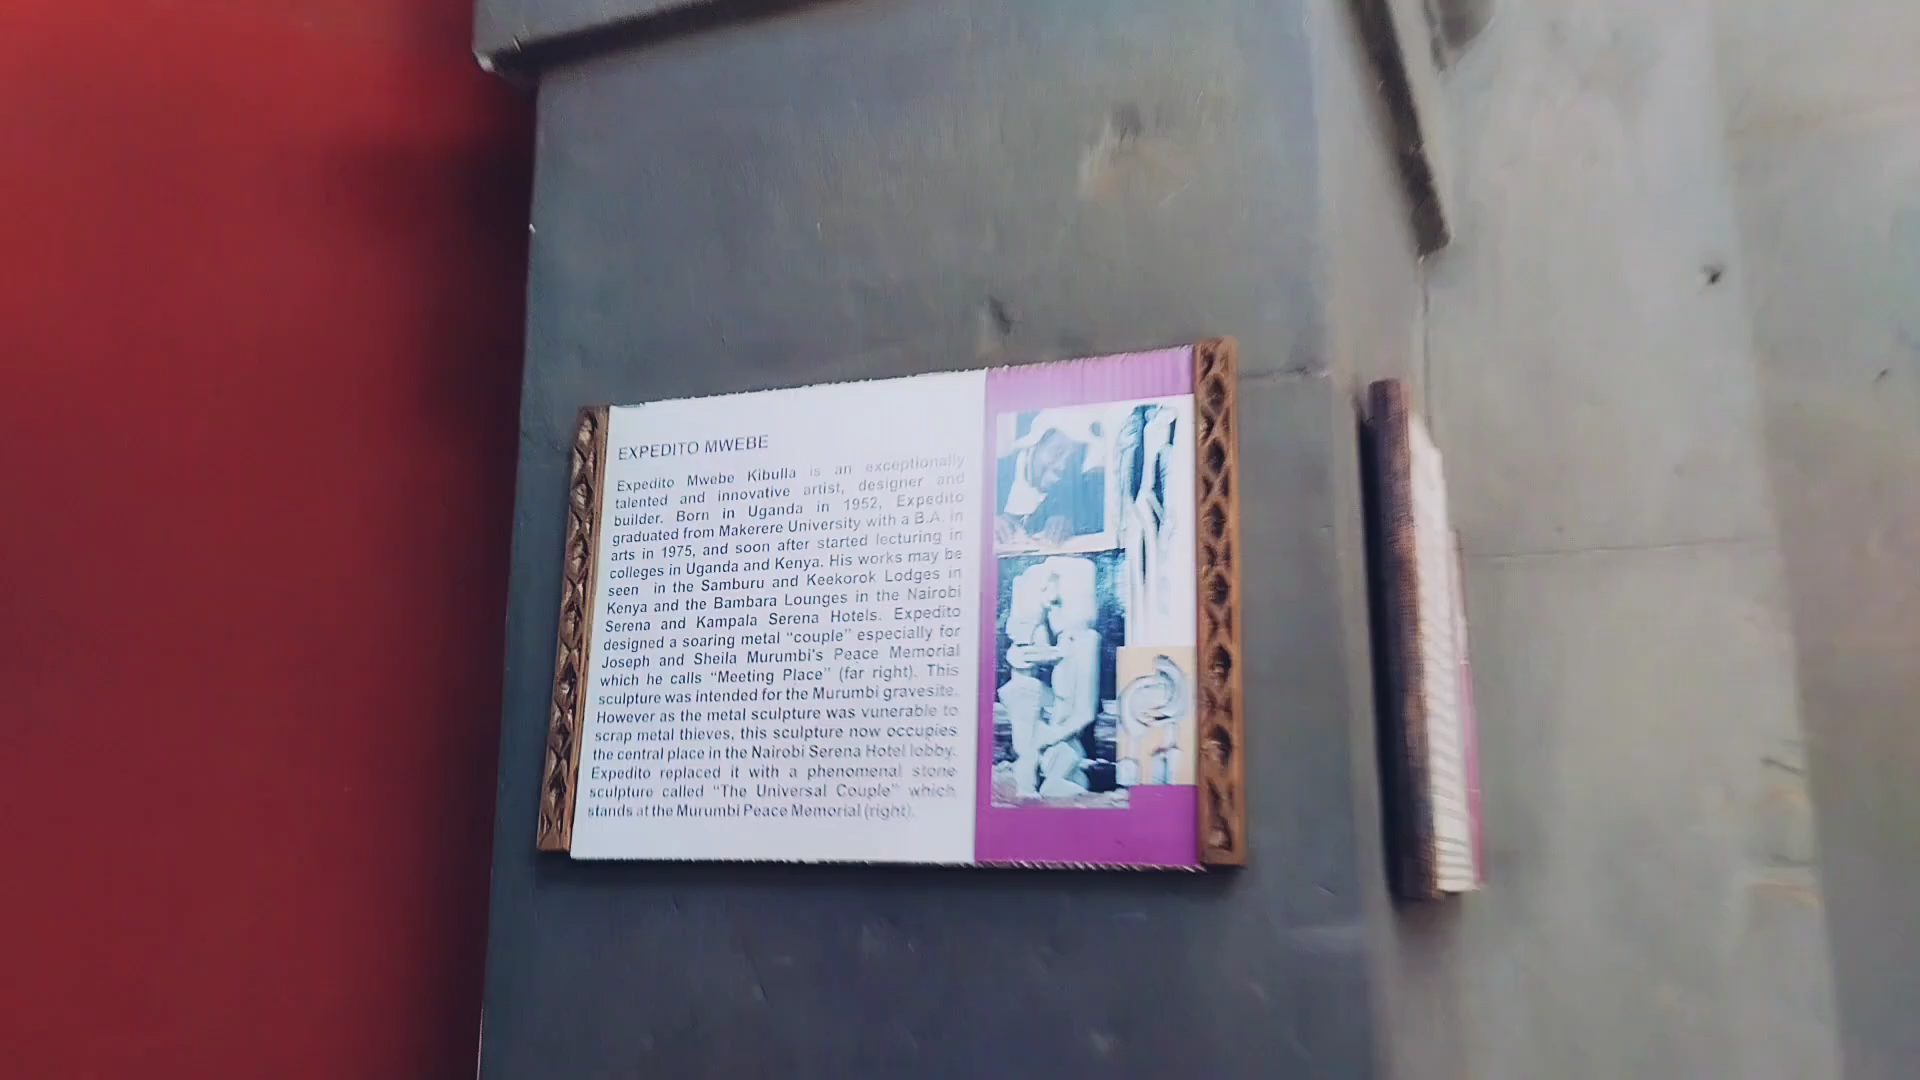 EXPEDITO MWEBE
Expedito Mwebe Kibulla is an exceptionally
talented and innovative artist, designer and
builder. Born in Uganda in 1952, Expedito
graduated from Makerere University with a B.A. in
arts in 1975, and soon after started lecturing in
colleges in Uganda and Kenya. His works may be
seen in the Samburu and Keekorok Lodges in
Kenya and the Bambara Lounges in the Nairobi
Serena and Kampala Serena Hotels. Expedito
designed a soaring metal “couple” especially for
Joseph and Sheila Murumbi's Peace Memorial
which he calls “Meeting Place” (far right). This
sculpture was intended for the Murumbi gravesite.
However as the metal sculpture was vunerable to
scrap metal thieves, this sculpture now occupies
the central place in the Nairobi Serena Hotel lobby.
Expedito replaced it with a phenomenal stone
sculpture called “The Universal Couple” which
stands at the Murumbi Peace Memorial (right).